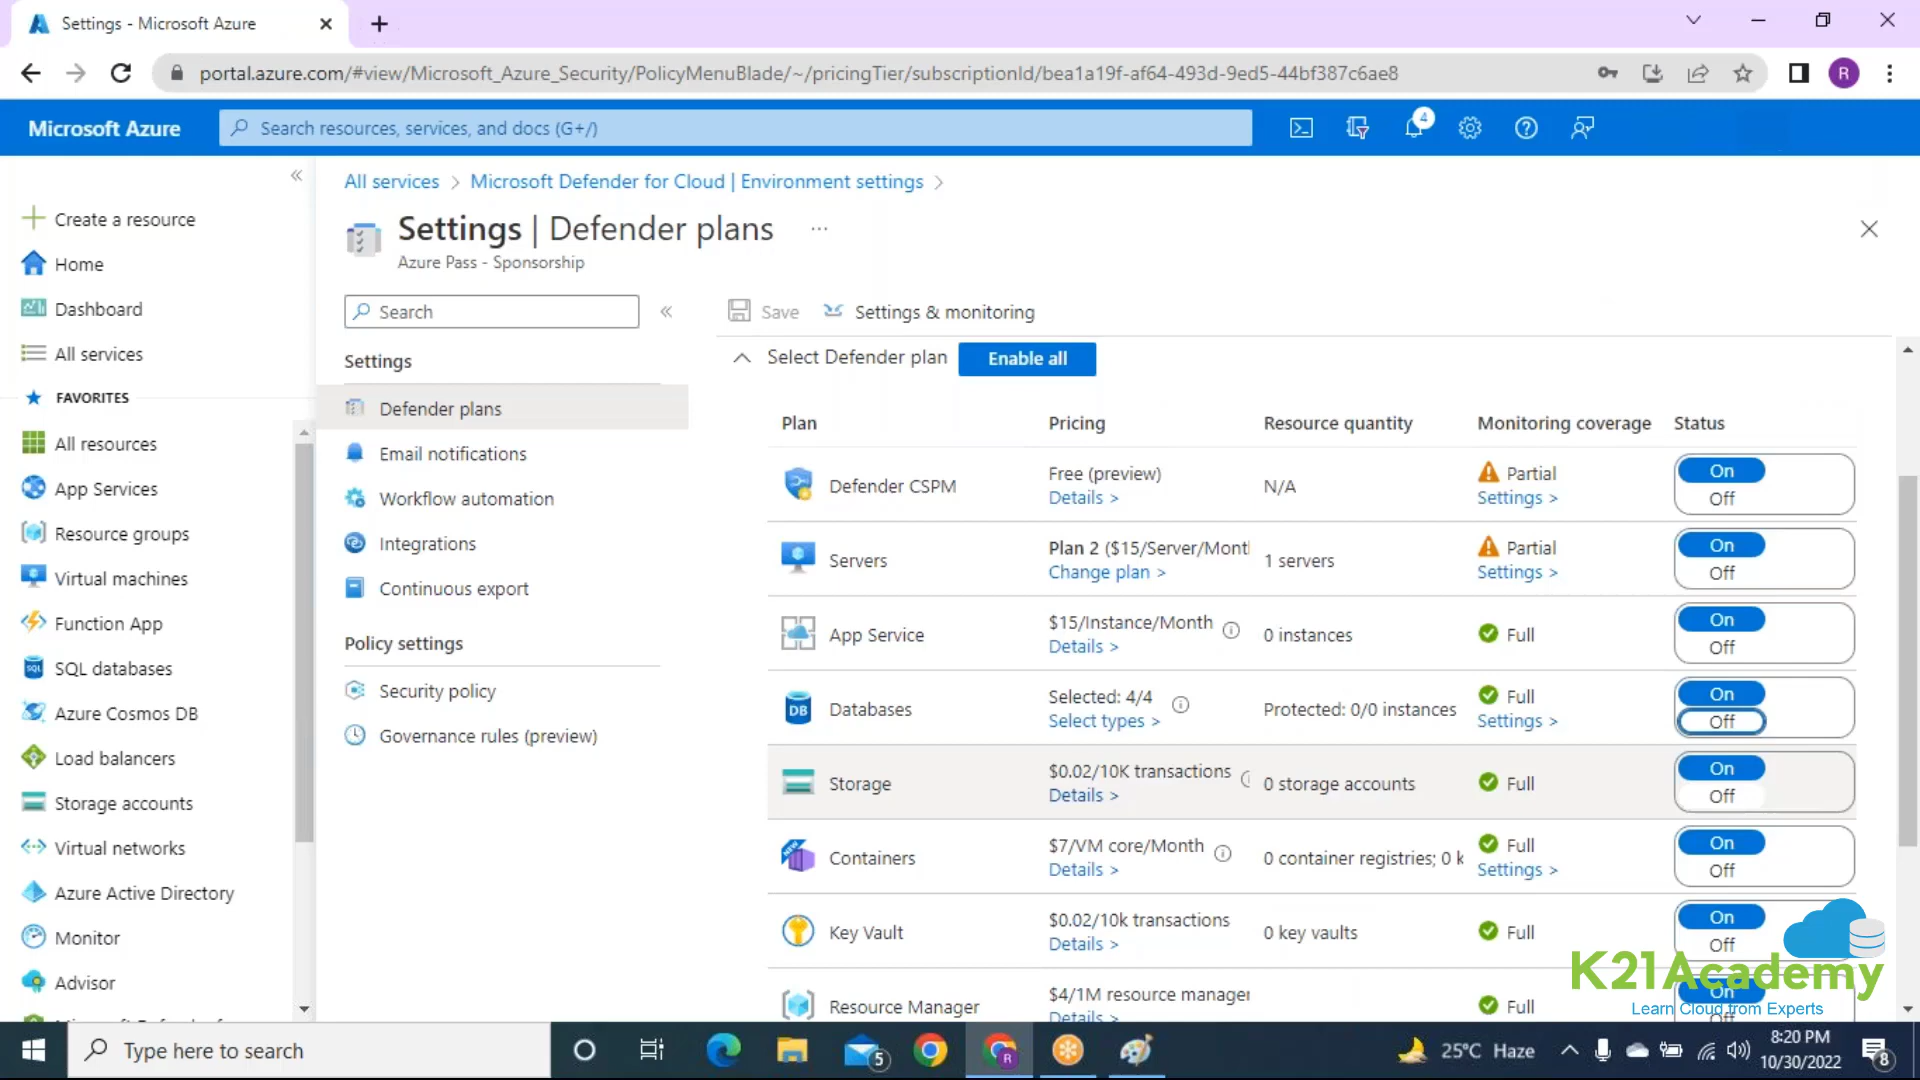 Settings - Microsoft Azure
portal.azure.com/#view/Microsoft_Azure_Security/PolicyMenuBlade/~/pricingTier/subscriptionId/bea1a19f-af64-493d-9ed5-44bf387c6ae8
R
Microsoft Azure
Search resources, services, and docs (G+/)
4
All services > Microsoft Defender for Cloud | Environment settings >
Settings | Defender plans ...
Azure Pass - Sponsorship
Create a resource
Home
Dashboard
All services
FAVORITES
All resources
App Services
Resource groups
Virtual machines
Function App
SQL databases
Azure Cosmos DB
Load balancers
Storage accounts
Virtual networks
Azure Active Directory
Monitor
Advisor
Search
Settings
Defender plans
Email notifications
Workflow automation
Integrations
Continuous export
Policy settings
Security policy
Governance rules (preview)
Save Settings & monitoring
Select Defender plan Enable all
Plan Pricing Resource quantity Monitoring coverage Status
Defender CSPM Free (preview) N/A Partial On
Details > Settings > Off
Servers Plan 2 ($15/Server/Month 1 servers Partial On
Change plan > Settings > Off
App Service $15/Instance/Month 0 instances Full On
Details > Off
DB Databases Selected: 4/4 Protected: 0/0 instances Full On
Select types > Settings > Off
Storage $0.02/10K transactions 0 storage accounts Full On
Details > Off
NEW Containers $7/VM core/Month 0 container registries; 0 k Full On
Details > Settings > Off
Key Vault $0.02/10k transactions 0 key vaults Full On
Details > Off
Resource Manager $4/1M resource manager Full On
Details > Off
K21Academy
Learn Cloud from Experts
Type here to search
5
R
25°C Haze
8:20 PM
10/30/2022
8